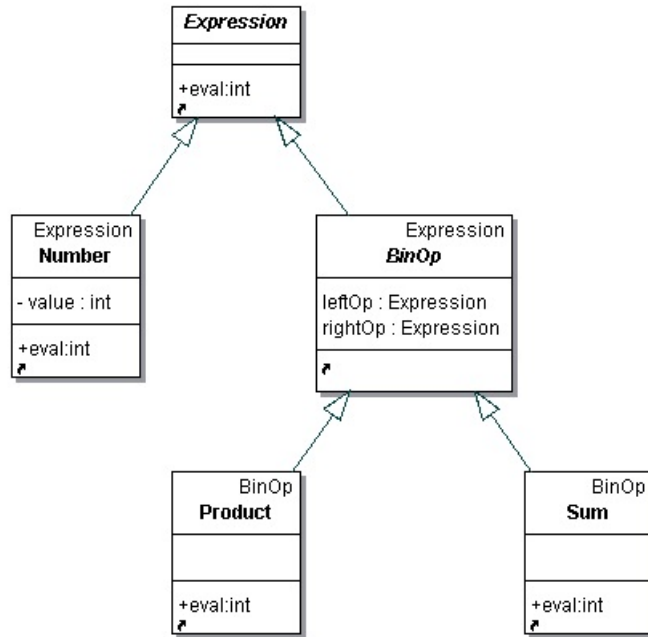 Expression
+eval:int
Expression
Number
- value : int
+eval:int
Expression
BinOp
leftOp : Expression
rightOp : Expression
BinOp
Product
+eval:int
BinOp
Sum
+eval:int